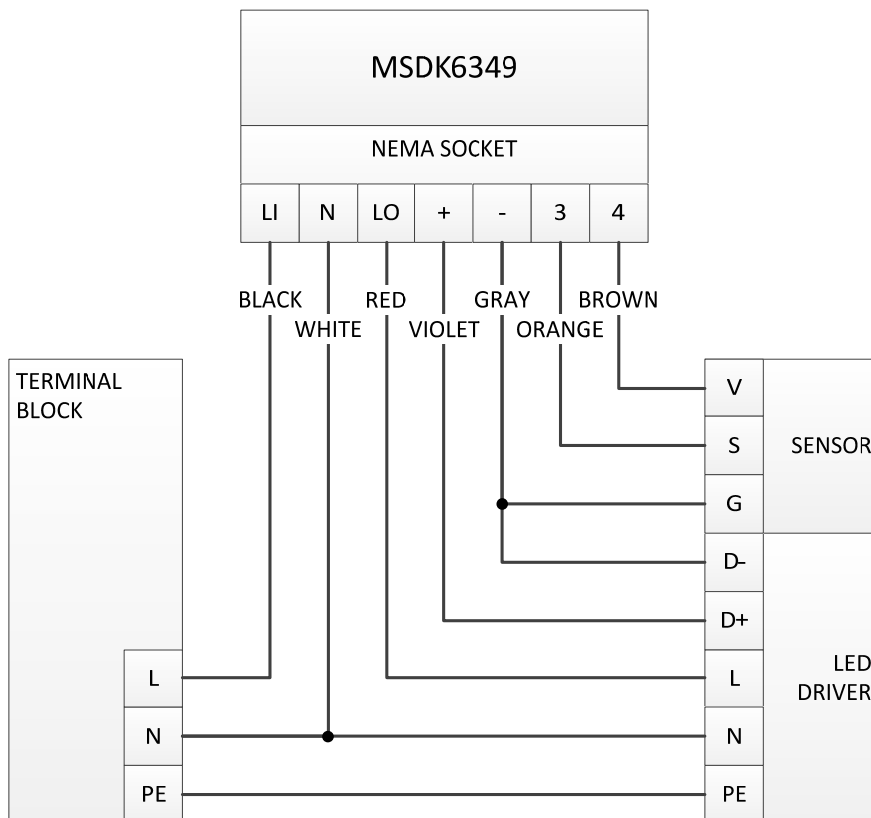 MSDK6349
NEMA SOCKET
LI N LO + - 3 4
BLACK RED GRAY BROWN
WHITE VIOLET ORANGE
TERMINAL
BLOCK
L
N
PE
V
S
G
D-
D+
L
N
PE
SENSOR
LED
DRIVER